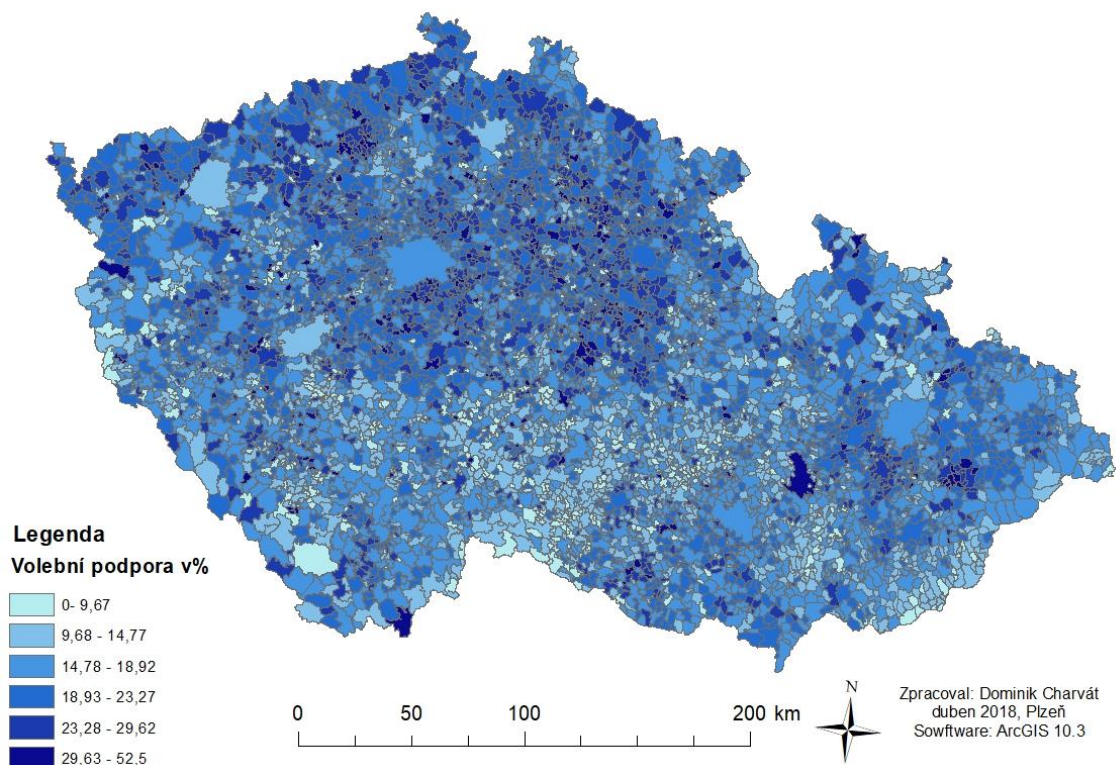 Legenda
Volební podpora v%
0- 9,67
9,68 - 14,77
14,78 - 18,92
18,93 - 23,27
23,28 - 29,62
29,63 - 52,5
0 50 100 200 km
N
Zpracoval: Dominik Charvát
duben 2018, Plzeň
Sowftware: ArcGIS 10.3